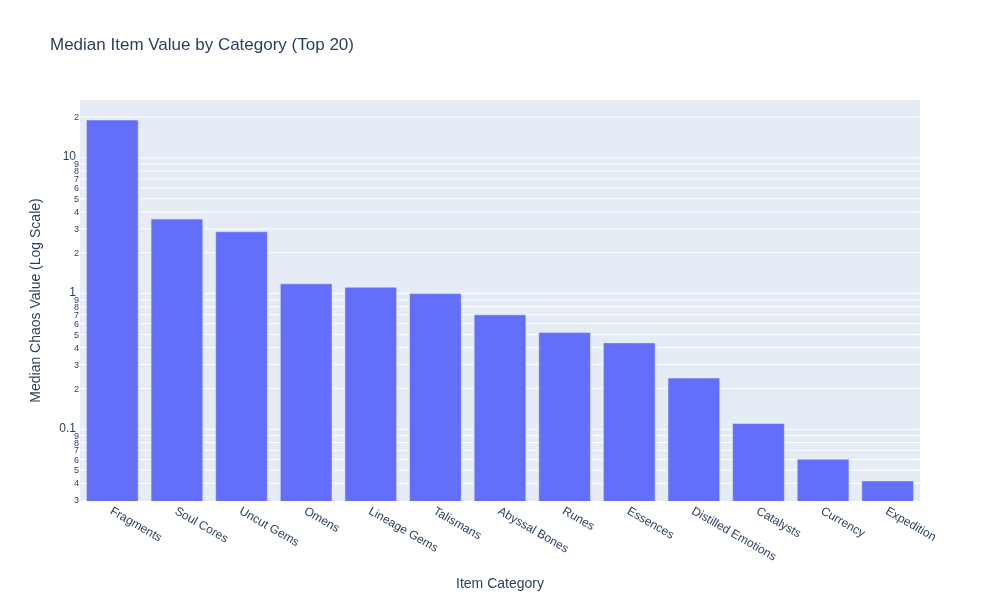 Median Item Value by Category (Top 20)
Median Chaos Value (Log Scale)
2
10
9
8
7
6
5
4
3
2
1
9
8
7
6
5
4
3
2
0.1
9
8
7
6
5
4
3
Fragments
Soul Cores
Uncut Gems
Omens
Lineage Gems
Talismans
Abyssal Bones
Runes
Essences
Distilled Emotions
Catalysts
Currency
Expedition
Item Category